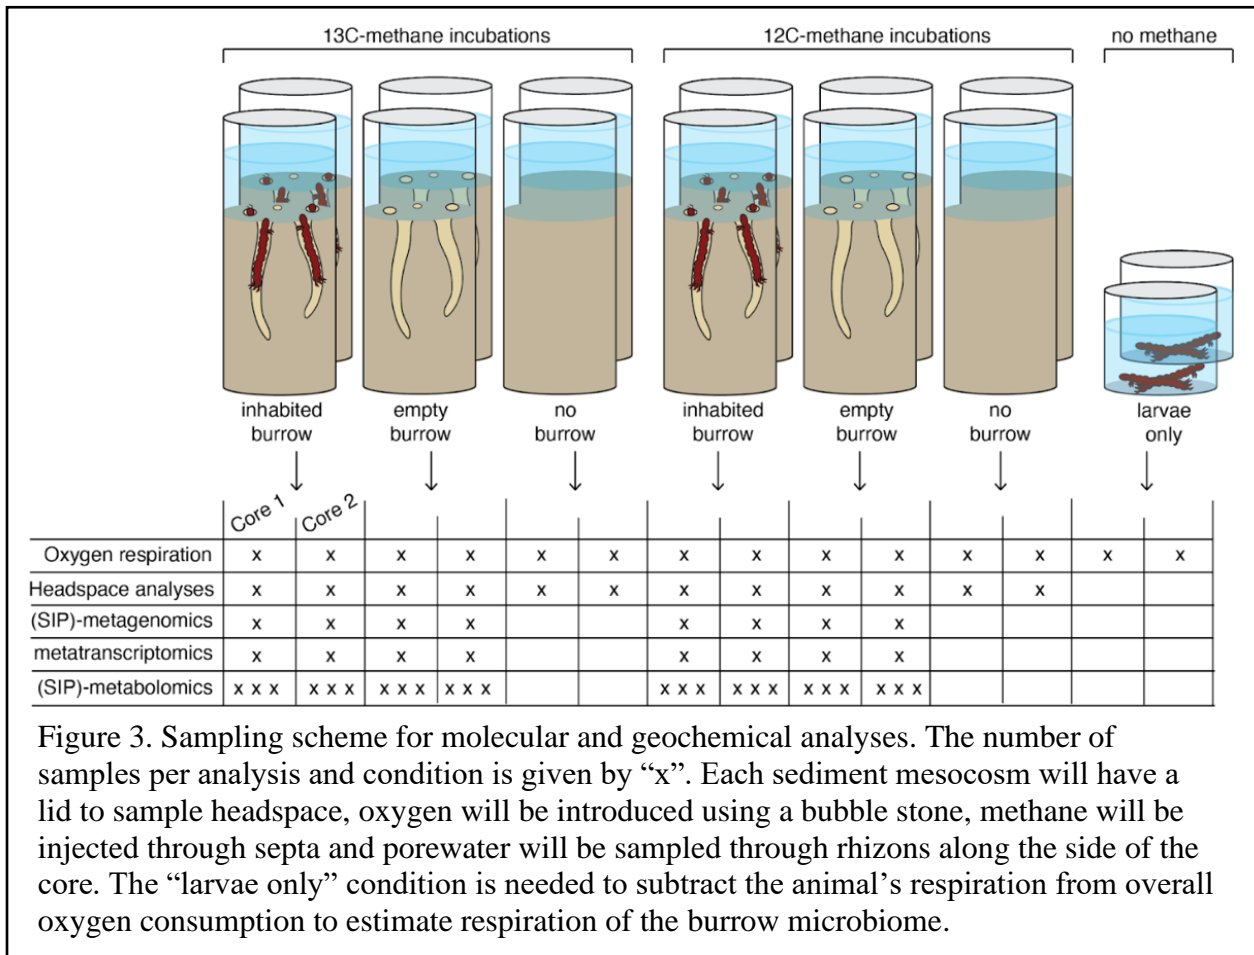 13C-methane incubations 12C-methane incubations no methane
inhabited burrow empty burrow no burrow inhabited burrow empty burrow no burrow larvae only
Core 1 Core 2
Oxygen respiration x x x x x x x x x x x x x x
Headspace analyses x x x x x x x x x x x x
(SIP)-metagenomics x x x x x x x x
metatranscriptomics x x x x x x x x
(SIP)-metabolomics x x x x x x x x x x x x x x x x x x x x x x x x
Figure 3. Sampling scheme for molecular and geochemical analyses. The number of
samples per analysis and condition is given by “x”. Each sediment mesocosm will have a
lid to sample headspace, oxygen will be introduced using a bubble stone, methane will be
injected through septa and porewater will be sampled through rhizons along the side of the
core. The “larvae only” condition is needed to subtract the animal’s respiration from overall
oxygen consumption to estimate respiration of the burrow microbiome.